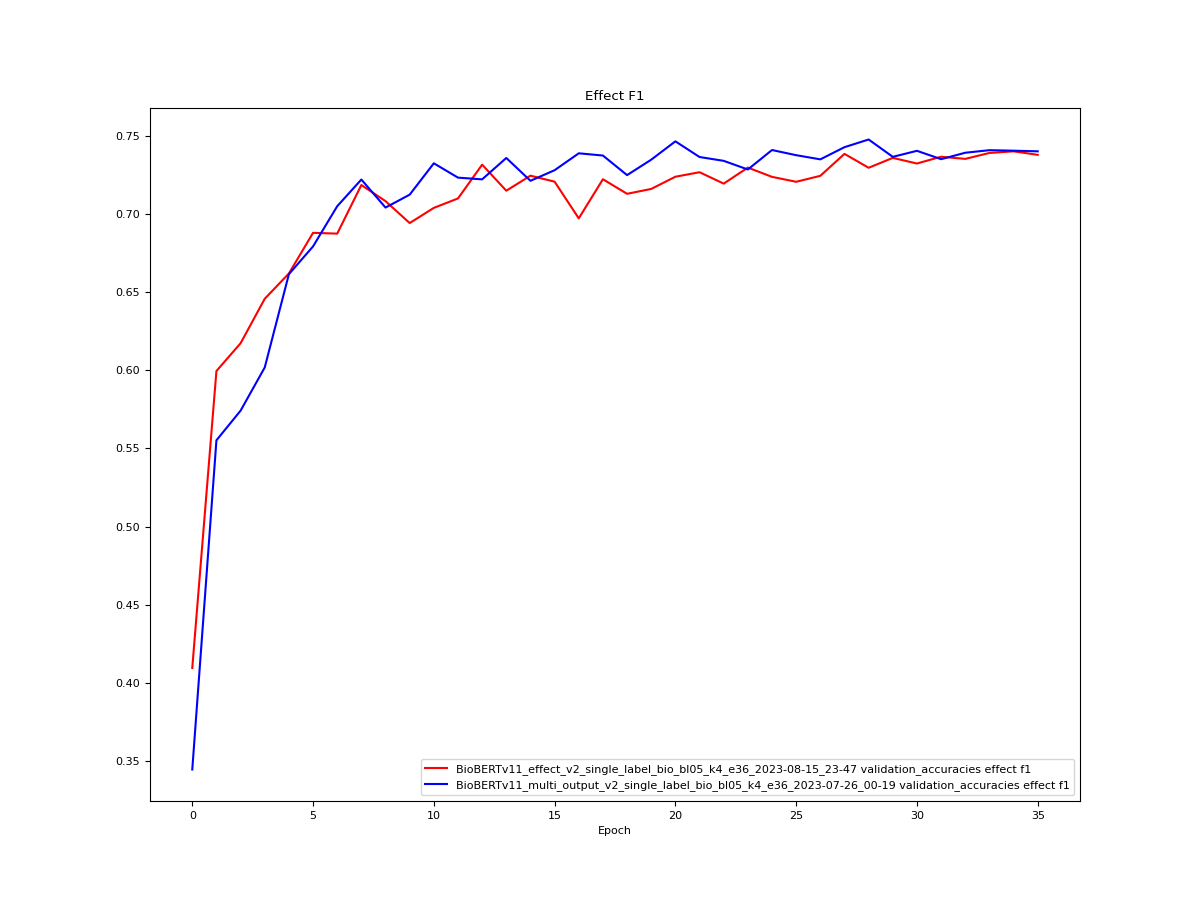 Effect F1
0.75
0.70
0.65
0.60
0.55
0.50
0.45
0.40
0.35
BioBERTv11_effect_v2_single_label_bio_bl05_k4_e36_2023-08-15_23-47 validation_accuracies effect f1
BioBERTv11_multi_output_v2_single_label_bio_bl05_k4_e36_2023-07-26_00-19 validation_accuracies effect f1
0 5 10 15 20 25 30 35
Epoch